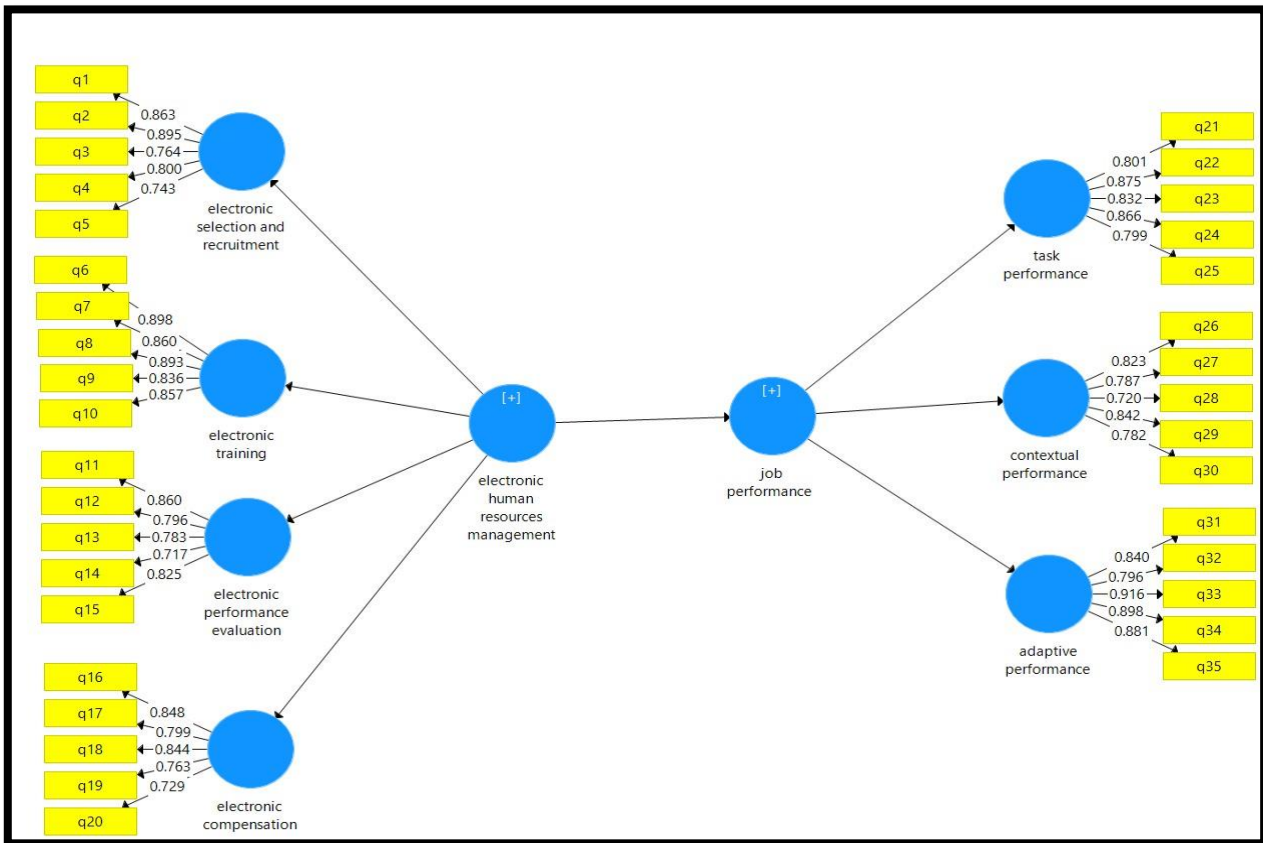 q1
q2
q3
q4
q5
0.863
0.895
0.764
0.800
0.743
electronic
selection and
recruitment
q6
q7
q8
q9
q10
0.898
0.860
0.893
0.836
0.857
electronic
training
q11
q12
q13
q14
q15
0.860
0.796
0.783
0.717
0.825
electronic
performance
evaluation
q16
q17
q18
q19
q20
0.848
0.799
0.844
0.763
0.729
electronic
compensation
[+]
electronic
human
resources
management
[+]
job
performance
task
performance
0.801
0.875
0.832
0.866
0.799
q21
q22
q23
q24
q25
contextual
performance
0.823
0.787
0.720
0.842
0.782
q26
q27
q28
q29
q30
adaptive
performance
0.840
0.796
0.916
0.898
0.881
q31
q32
q33
q34
q35